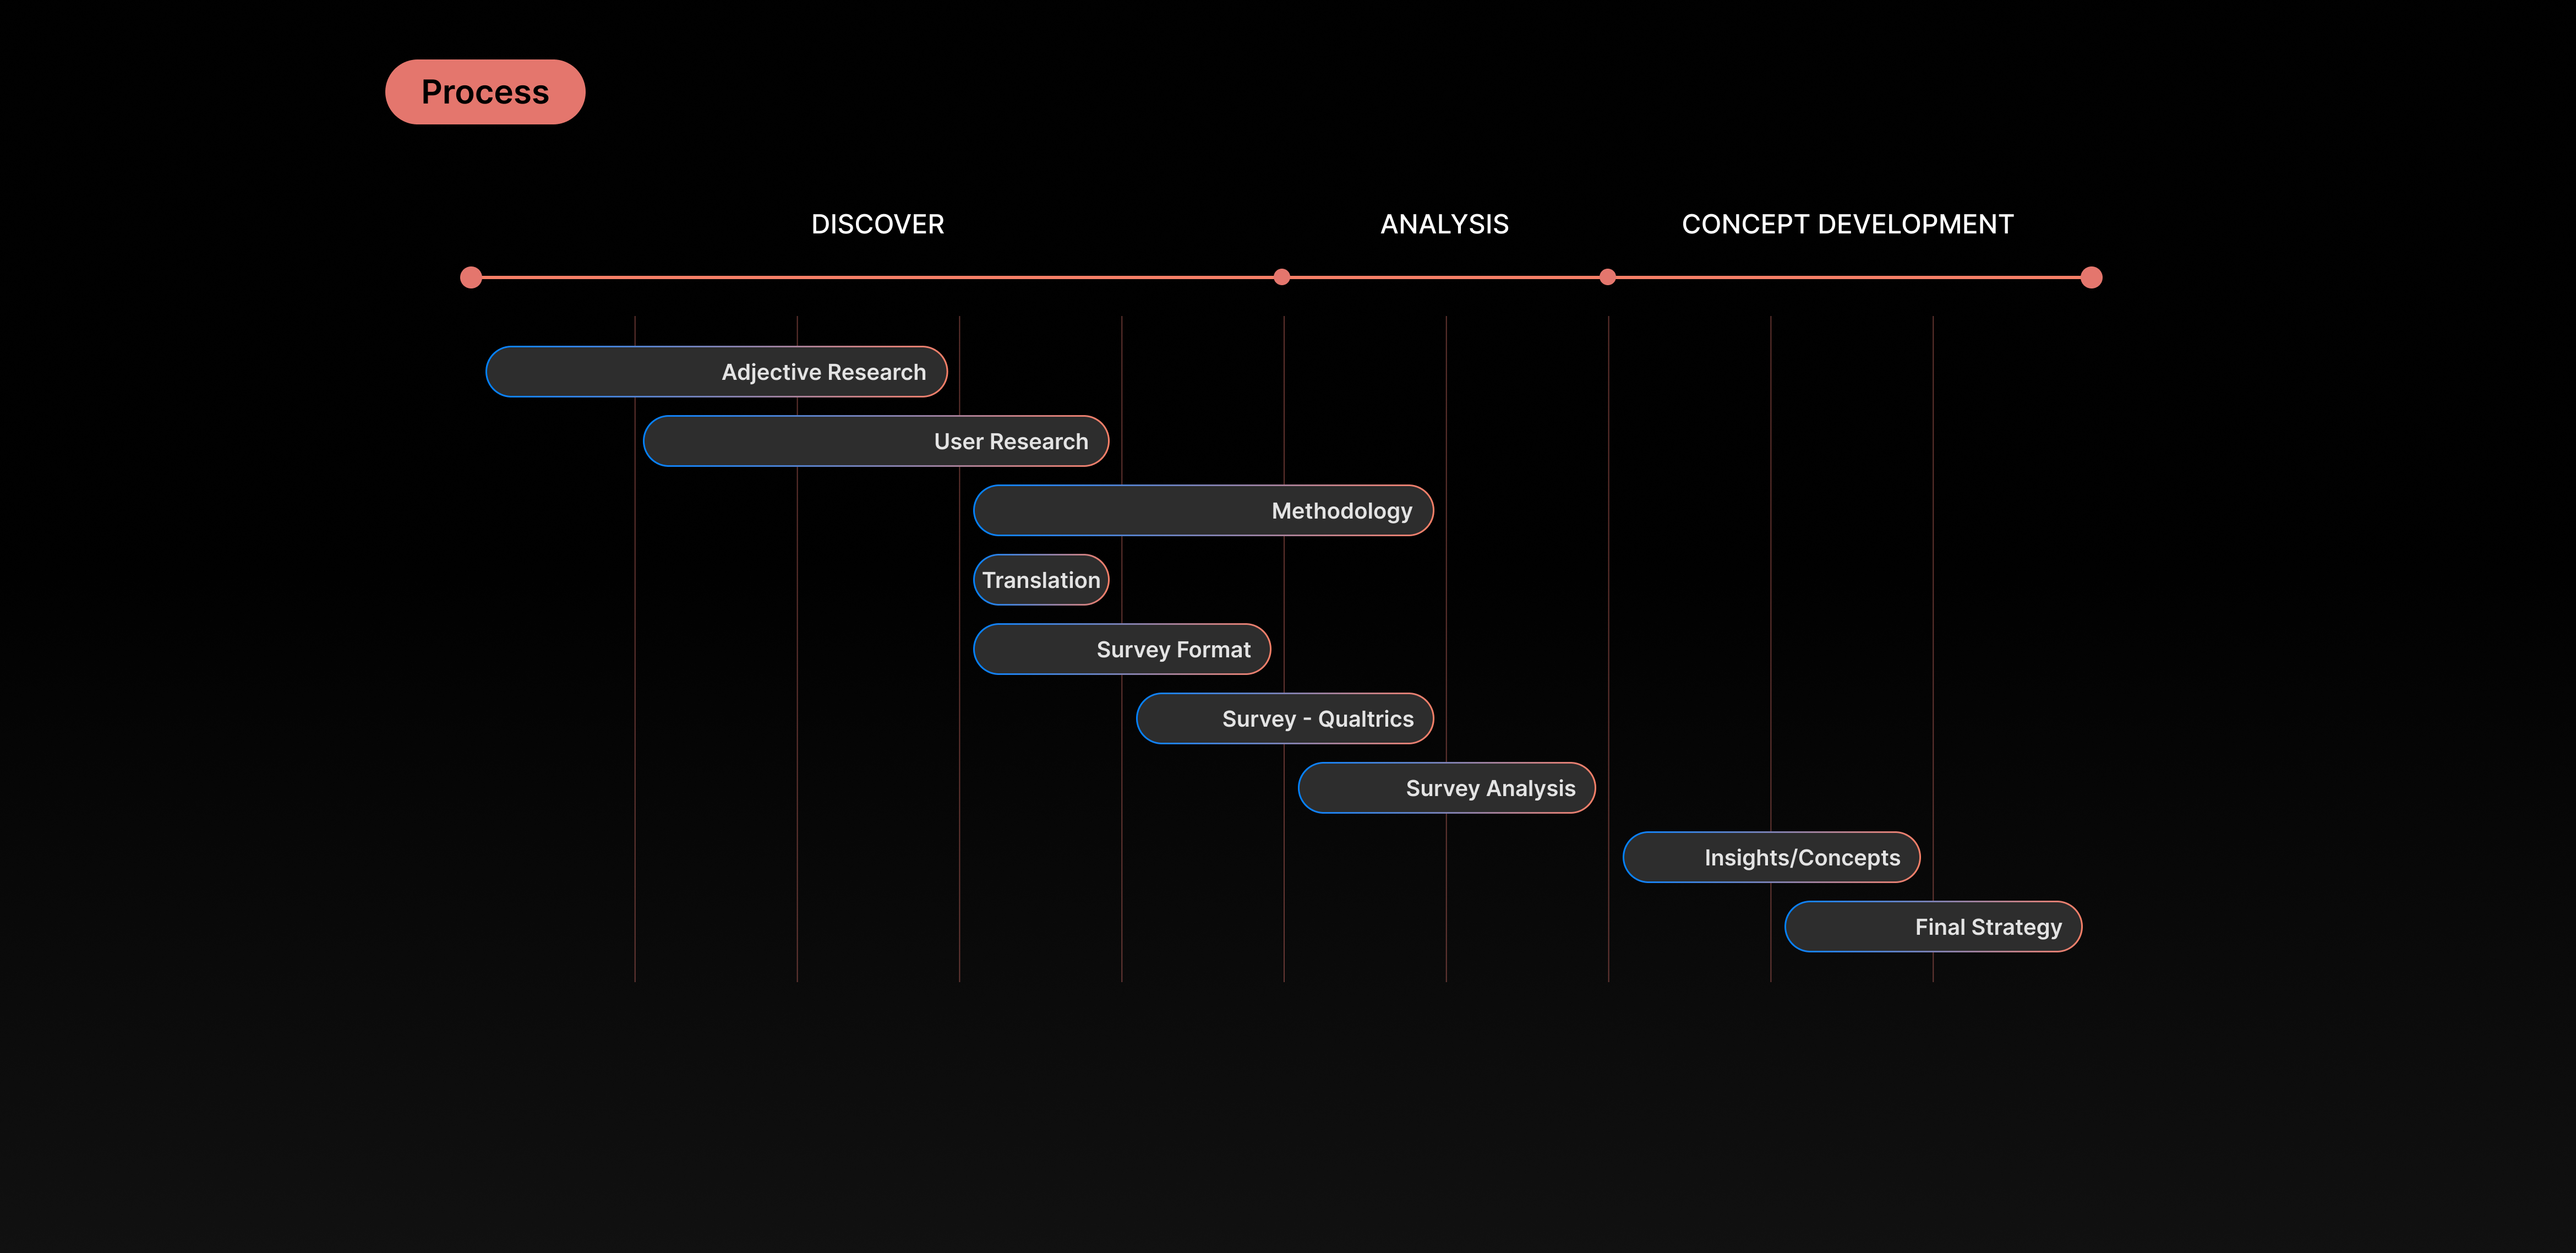 Process
DISCOVER
ANALYSIS
CONCEPT DEVELOPMENT
Adjective Research
User Research
Methodology
Translation
Survey Format
Survey - Qualtrics
Survey Analysis
Insights/Concepts
Final Strategy